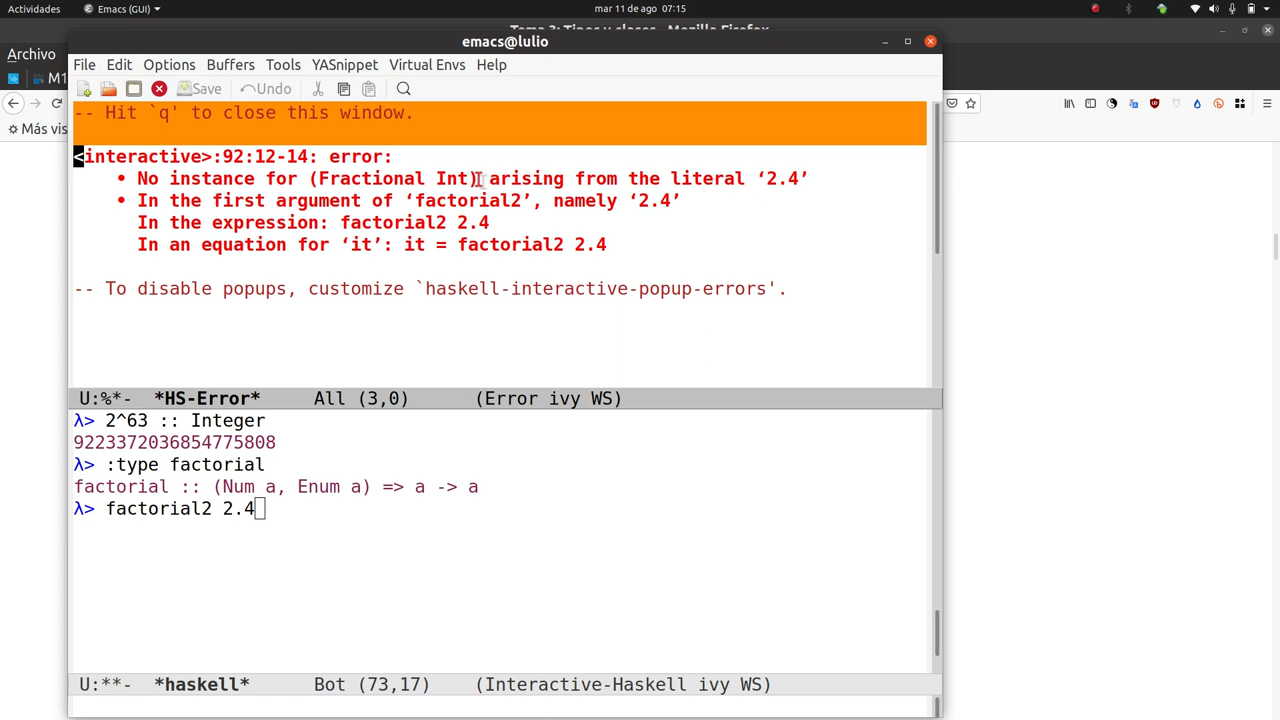 Actividades Emacs (GUI) mar 11 de ago 07:15
Archivo
M1
Más vis
emacs@lulio
File Edit Options Buffers Tools YASnippet Virtual Envs Help
Save Undo
-- Hit `q' to close this window.
<interactive>:92:12-14: error:
• No instance for (Fractional Int) arising from the literal ‘2.4’
• In the first argument of ‘factorial2’, namely ‘2.4’
In the expression: factorial2 2.4
In an equation for ‘it’: it = factorial2 2.4
-- To disable popups, customize `haskell-interactive-popup-errors'.
U:%*- *HS-Error* All (3,0) (Error ivy WS)
λ> 2^63 :: Integer
9223372036854775808
λ> :type factorial
factorial :: (Num a, Enum a) => a -> a
λ> factorial2 2.4
U:**- *haskell* Bot (73,17) (Interactive-Haskell ivy WS)